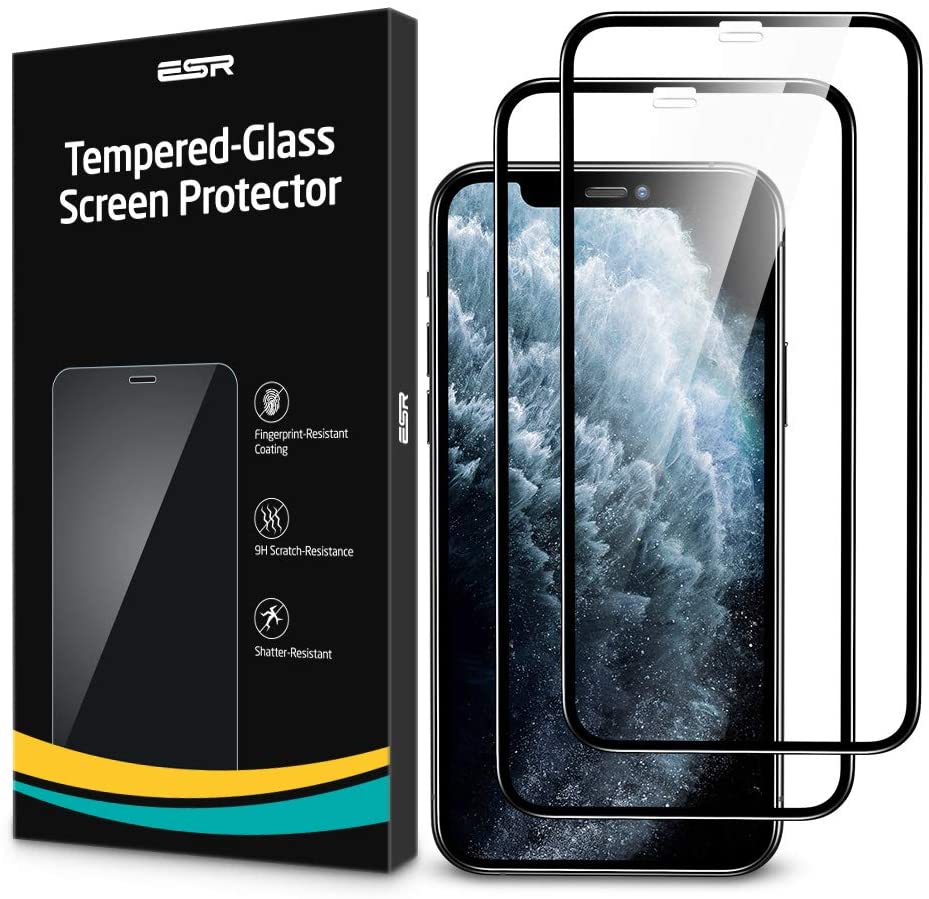 ESR
Tempered-Glass
Screen Protector
Fingerprint-Resistant
Coating
9H Scratch-Resistance
Shatter-Resistant
ESR